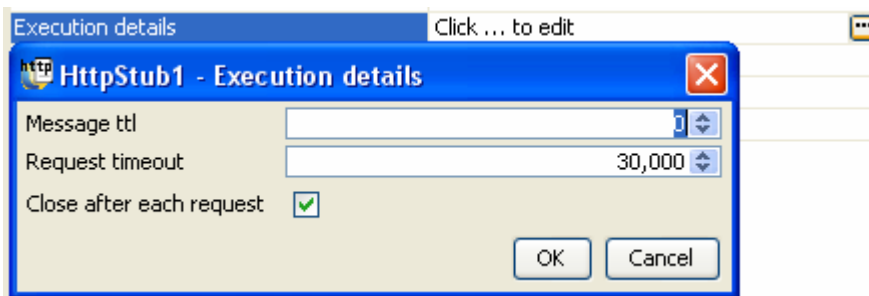 Execution details Click ... to edit ...
http HttpStub1 - Execution details
Message ttl 0
Request timeout 30,000
Close after each request
OK Cancel